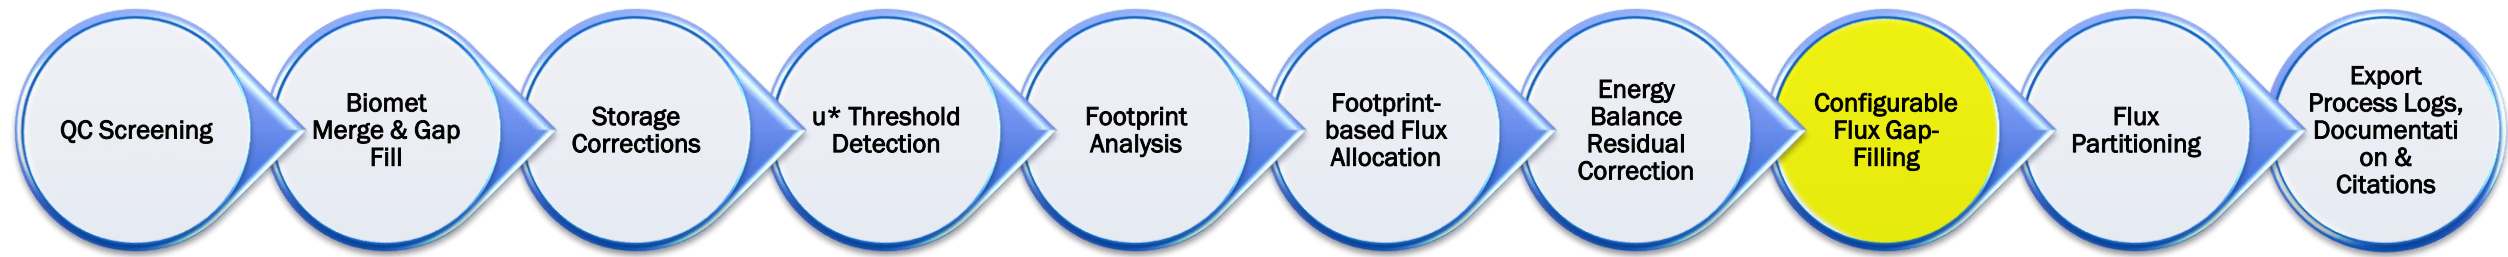 QC Screening
Biomet
Merge & Gap
Fill
Storage
Corrections
u* Threshold
Detection
Footprint
Analysis
Footprint-
based Flux
Allocation
Energy
Balance
Residual
Correction
Configurable
Flux Gap-
Filling
Flux
Partitioning
Export
Process Logs,
Documentati
on &
Citations